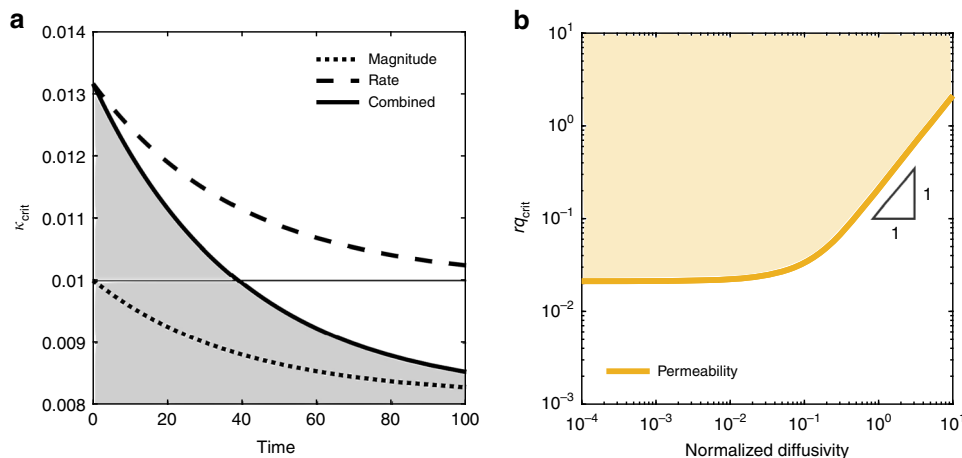 a
0.014
0.013
0.012
0.011
0.01
0.009
0.008
κcrit
Magnitude
Rate
Combined
0 20 40 60 80 100
Time
b
10^1
10^0
10^−1
10^−2
10^−3
rqcrit
1
1
Permeability
10^−4 10^−3 10^−2 10^−1 10^0 10^1
Normalized diffusivity